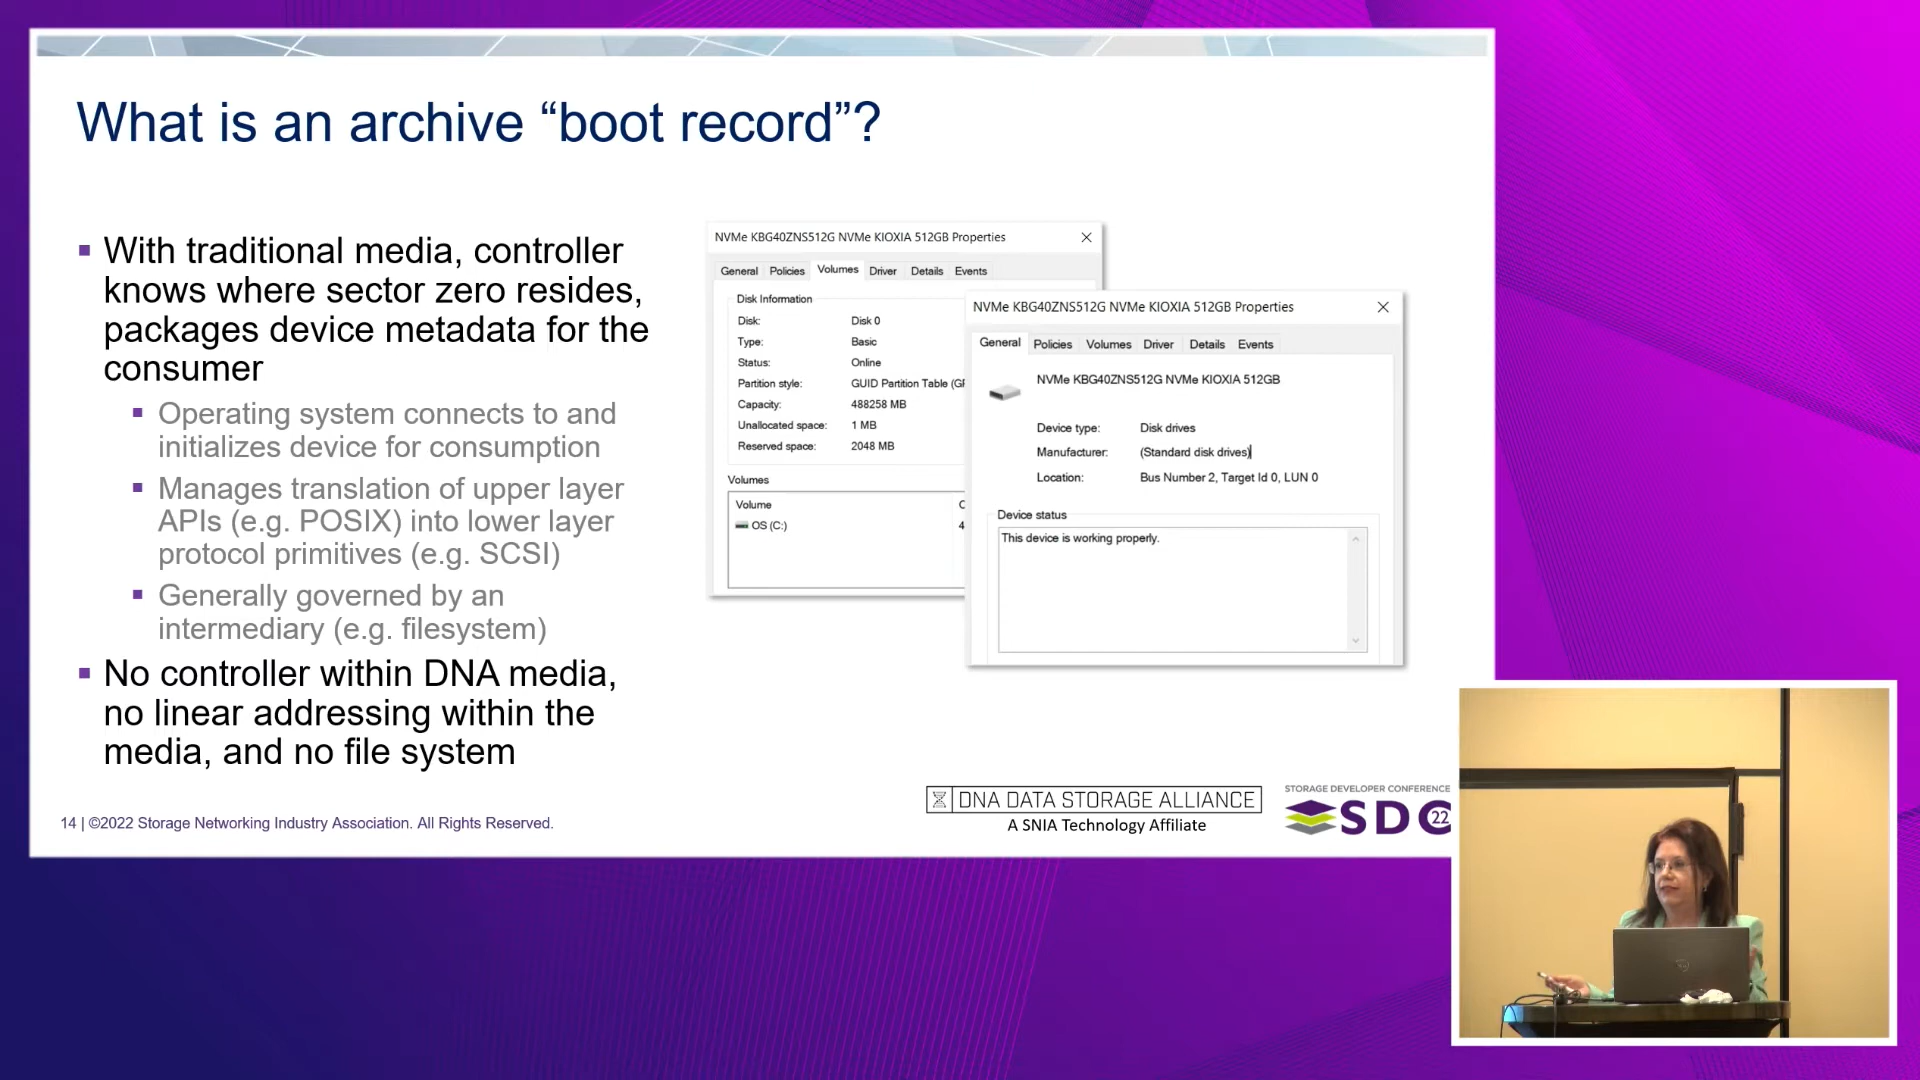 What is an archive “boot record”?
With traditional media, controller
knows where sector zero resides,
packages device metadata for the
consumer
Operating system connects to and
initializes device for consumption
Manages translation of upper layer
APIs (e.g. POSIX) into lower layer
protocol primitives (e.g. SCSI)
Generally governed by an
intermediary (e.g. filesystem)
No controller within DNA media,
no linear addressing within the
media, and no file system
NVMe KBG40ZNS512G NVMe KIOXIA 512GB Properties
General Policies Volumes Driver Details Events
Disk Information
Disk: Disk 0
Type: Basic
Status: Online
Partition style: GUID Partition Table (GP
Capacity: 488258 MB
Unallocated space: 1 MB
Reserved space: 2048 MB
Volumes
Volume C
OS (C:) 4
NVMe KBG40ZNS512G NVMe KIOXIA 512GB Properties
General Policies Volumes Driver Details Events
NVMe KBG40ZNS512G NVMe KIOXIA 512GB
Device type: Disk drives
Manufacturer: (Standard disk drives)
Location: Bus Number 2, Target Id 0, LUN 0
Device status
This device is working properly.
14 | ©2022 Storage Networking Industry Association. All Rights Reserved.
DNA DATA STORAGE ALLIANCE
A SNIA Technology Affiliate
STORAGE DEVELOPER CONFERENCE
SDC 22